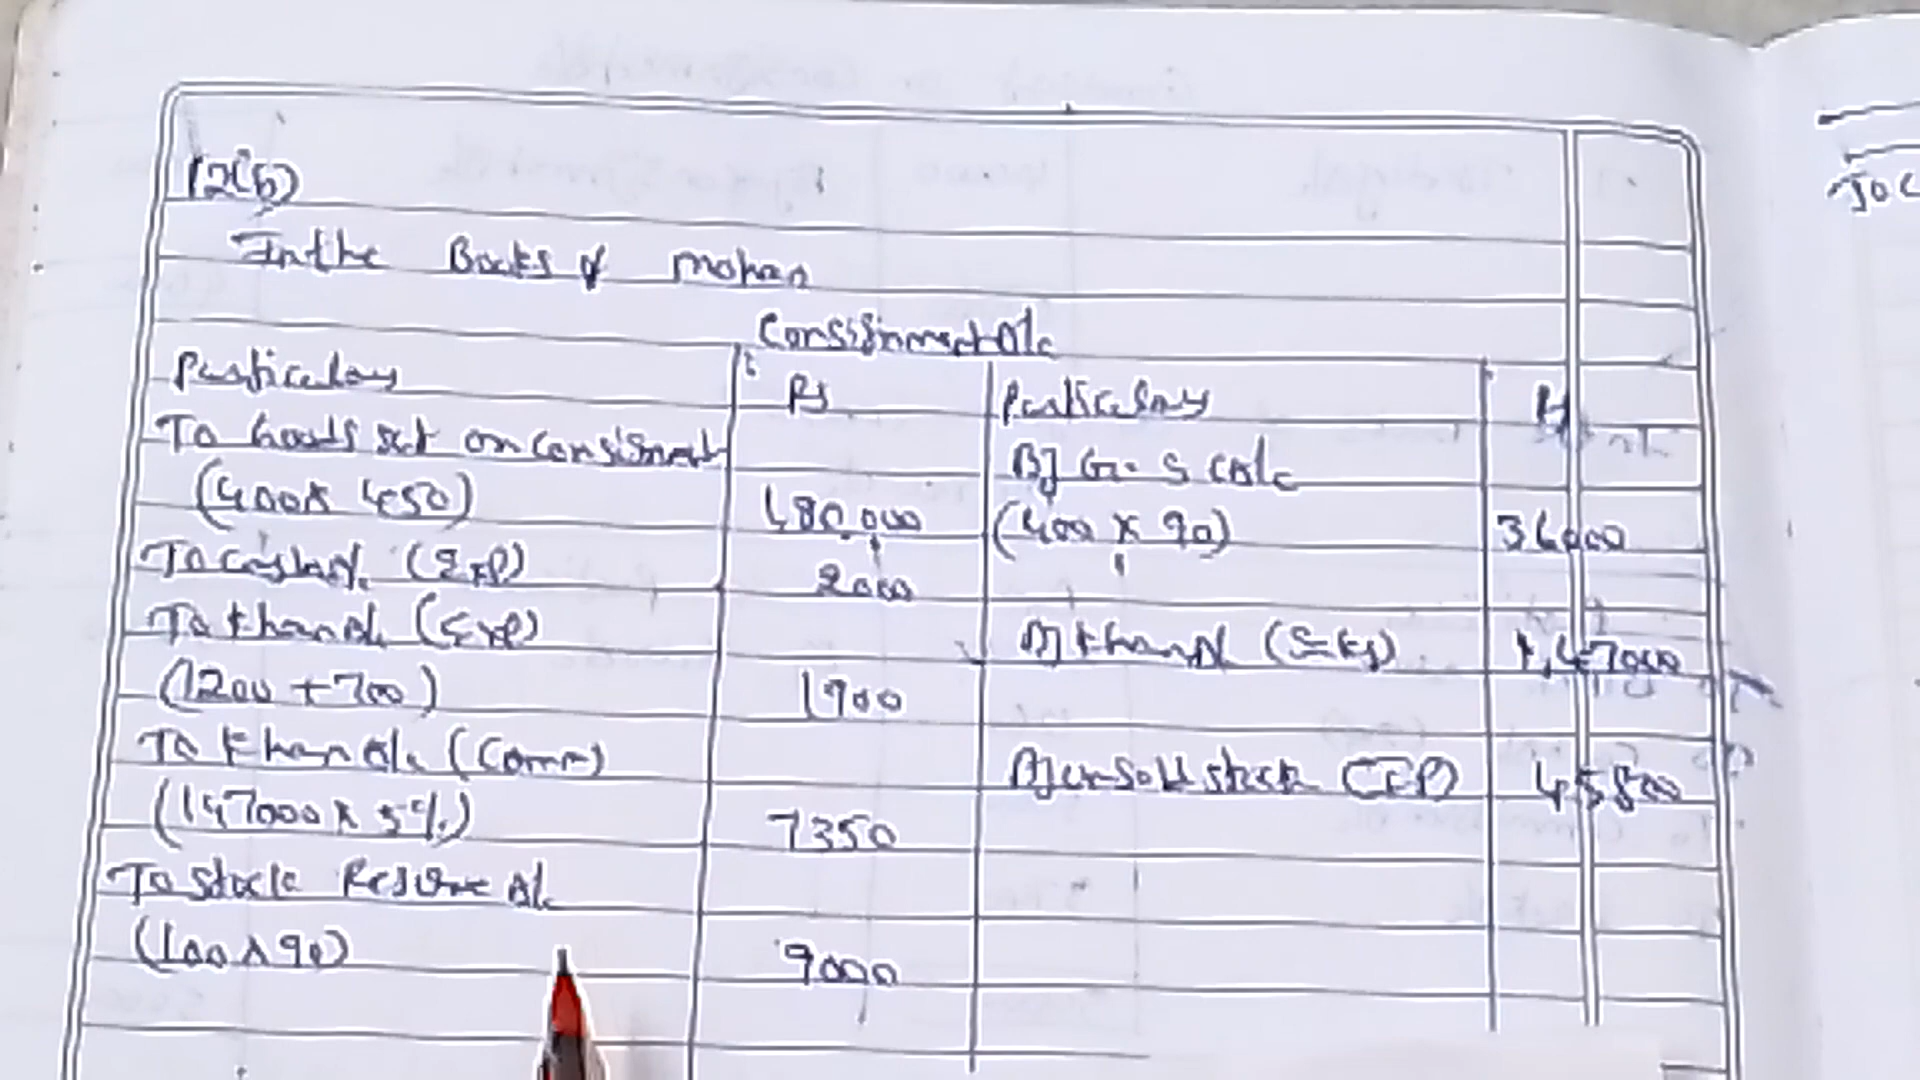 12(b)
In the Books of Mohan
Consignment A/c
Particulars Rs Particulars Rs
To Goods sent on Consignment By G.S.C A/c
(400 x 450) 180,000 (400 x 90) 36000
To Cash A/c (Exp) 2000
To Khan A/c (Exp) By Khan A/c (Sales) 1,47000
(1200 + 700) 1900
To Khan A/c (Comm) By unsold stock (I.P) 45800
(147000 x 5%) 7350
To Stock Reserve A/c
(100 x 90) 9000